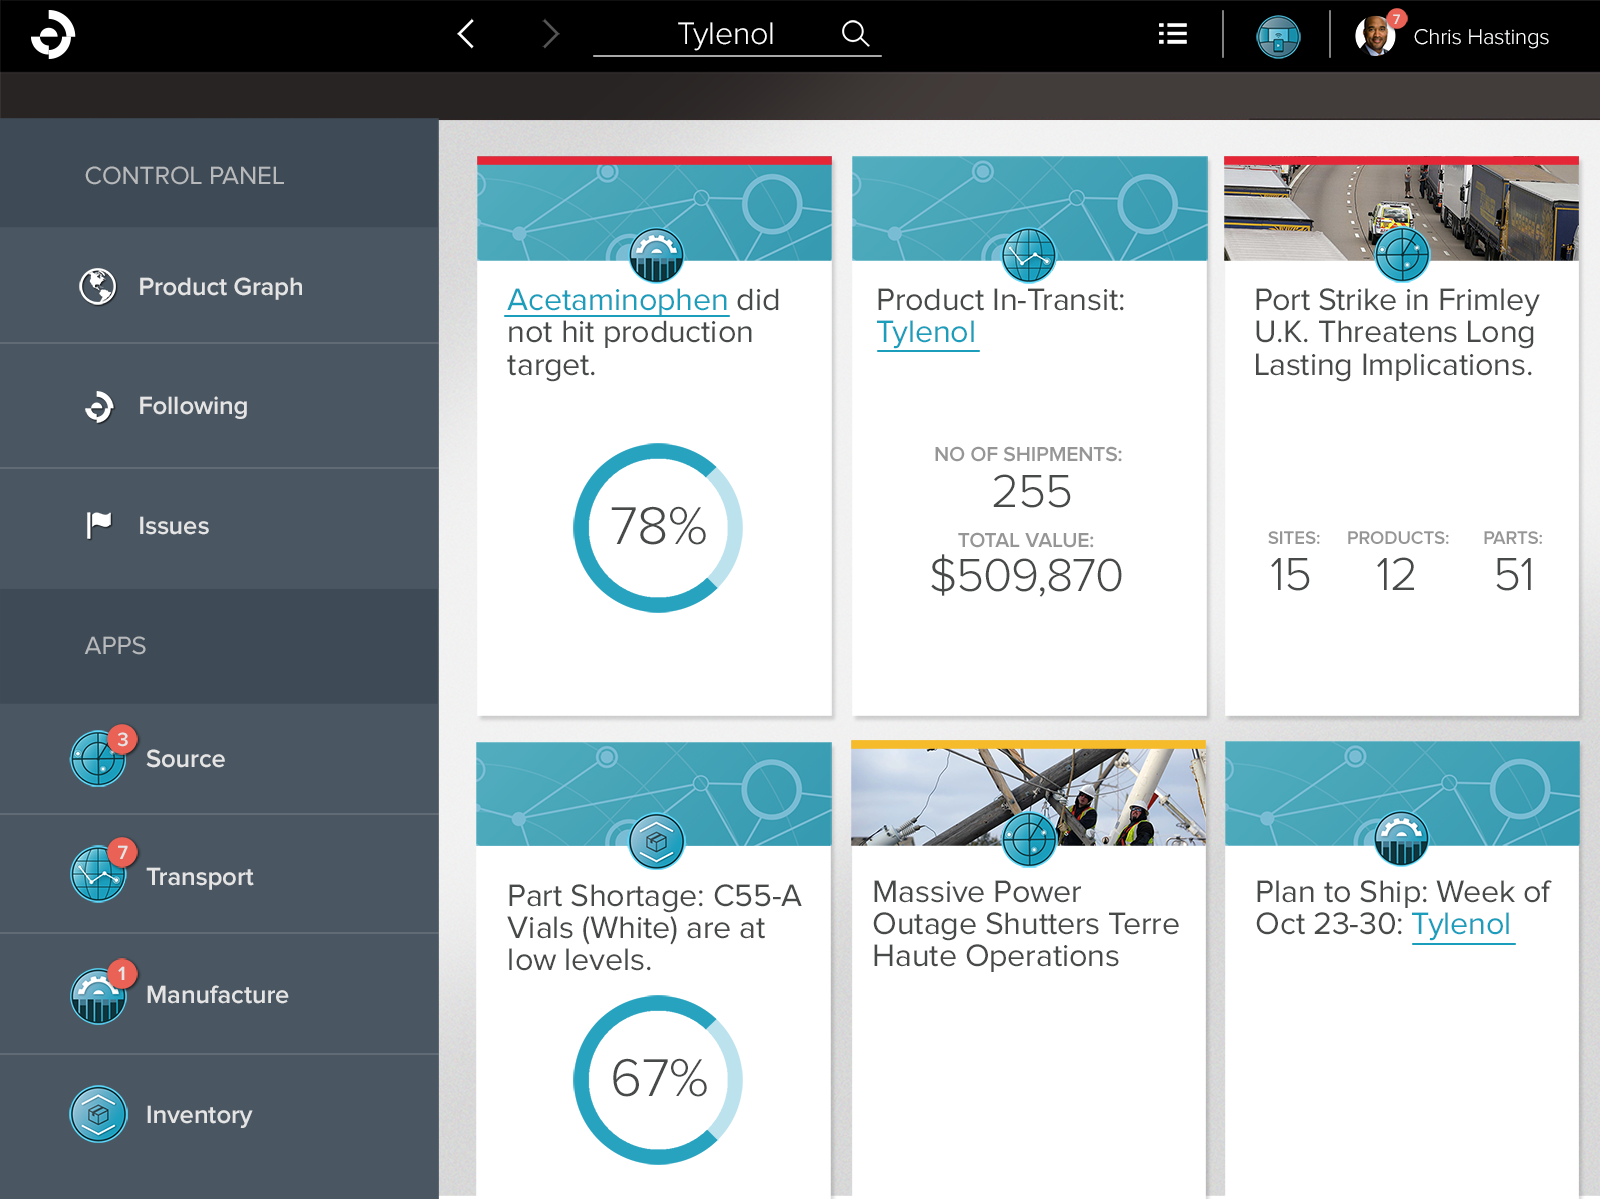 Tylenol
7
Chris Hastings
CONTROL PANEL
Product Graph
Following
Issues
APPS
3
Source
7
Transport
1
Manufacture
Inventory
Acetaminophen did
not hit production
target.
78%
Product In-Transit:
Tylenol
NO OF SHIPMENTS:
255
TOTAL VALUE:
$509,870
Port Strike in Frimley
U.K. Threatens Long
Lasting Implications.
SITES: PRODUCTS: PARTS:
15 12 51
Part Shortage: C55-A
Vials (White) are at
low levels.
67%
Massive Power
Outage Shutters Terre
Haute Operations
Plan to Ship: Week of
Oct 23-30: Tylenol